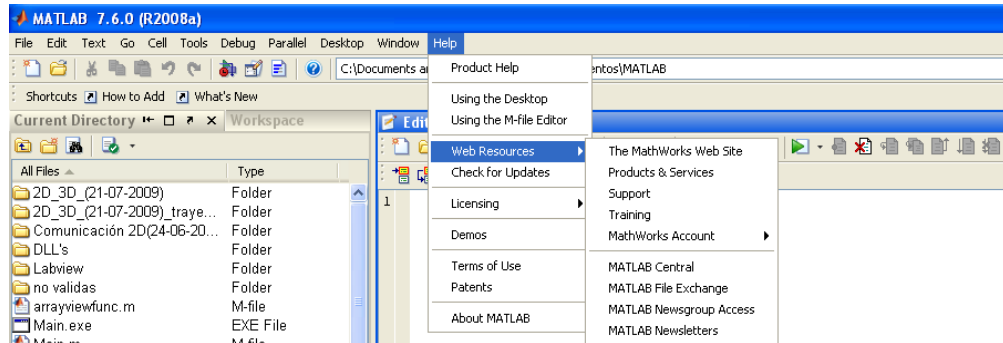 MATLAB 7.6.0 (R2008a)
File Edit Text Go Cell Tools Debug Parallel Desktop Window Help
C:\Documents a entos\MATLAB
Shortcuts How to Add What's New
Current Directory Workspace
All Files Type
2D_3D_(21-07-2009) Folder
2D_3D_(21-07-2009)_traye... Folder
Comunicación 2D(24-06-20... Folder
DLL's Folder
Labview Folder
no validas Folder
arrayviewfunc.m M-file
Main.exe EXE File
Main.m M-file
Product Help
Using the Desktop
Using the M-file Editor
Web Resources
Check for Updates
Licensing
Demos
Terms of Use
Patents
About MATLAB
Edit
1
The MathWorks Web Site
Products & Services
Support
Training
MathWorks Account
MATLAB Central
MATLAB File Exchange
MATLAB Newsgroup Access
MATLAB Newsletters